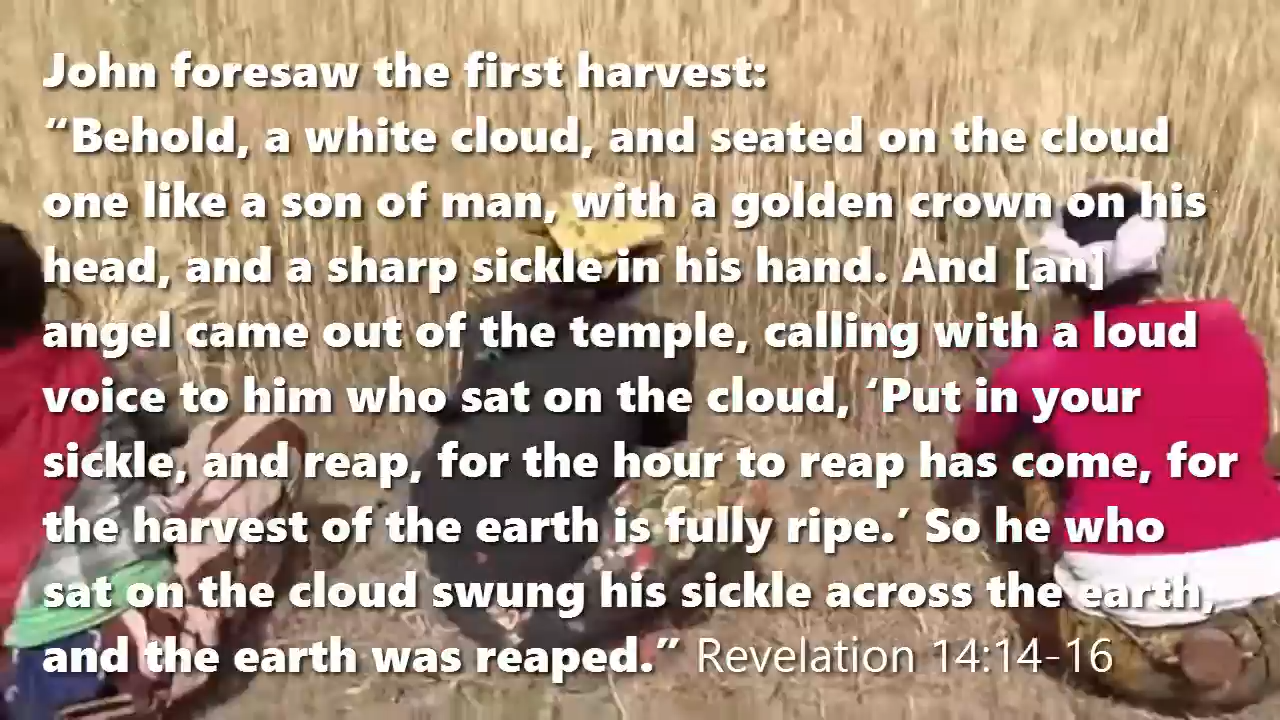 John foresaw the first harvest:
“Behold, a white cloud, and seated on the cloud
one like a son of man, with a golden crown on his
head, and a sharp sickle in his hand. And [an]
angel came out of the temple, calling with a loud
voice to him who sat on the cloud, ‘Put in your
sickle, and reap, for the hour to reap has come, for
the harvest of the earth is fully ripe.’ So he who
sat on the cloud swung his sickle across the earth,
and the earth was reaped.” Revelation 14:14-16